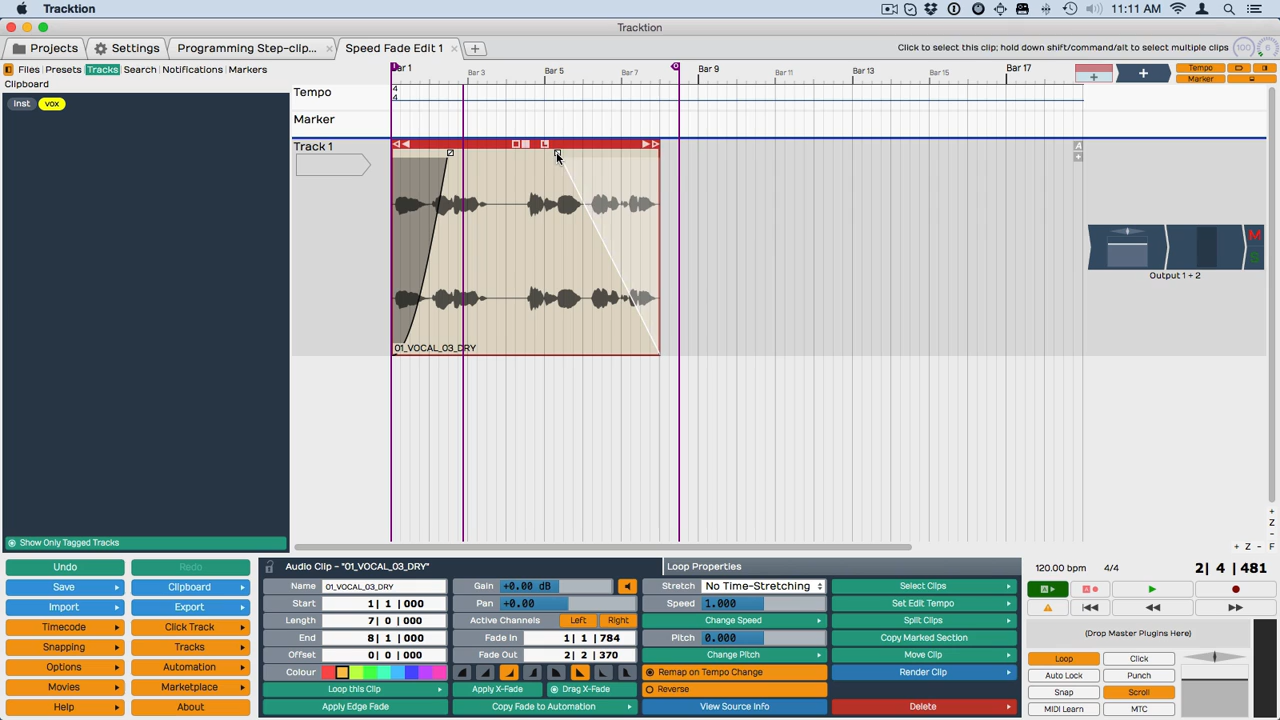 Tracktion
11:11 AM
Tracktion
Projects
Settings
Programming Step-clip...
Speed Fade Edit 1
Click to select this clip; hold down shift/command/alt to select multiple clips
100
6
Files
Presets
Tracks
Search
Notifications
Markers
Bar 1
Bar 3
Bar 5
Bar 7
Bar 9
Bar 11
Bar 13
Bar 15
Bar 17
Tempo
Marker
Clipboard
Inst
vox
Tempo
4
4
Marker
Track 1
A
L
01_VOCAL_03_DRY
M
S
Output 1 + 2
Show Only Tagged Tracks
+
Z
-
+ Z - F
Undo
Redo
Save
Clipboard
Import
Export
Timecode
Click Track
Snapping
Tracks
Options
Automation
Movies
Marketplace
Help
About
Audio Clip - "01_VOCAL_03_DRY"
Name 01_VOCAL_03_DRY
Start 1| 1 | 000
Length 7| 0 | 000
End 8| 1 | 000
Offset 0| 0 | 000
Colour
Loop this Clip
Apply Edge Fade
Gain +0.00 dB
Pan +0.00
Active Channels Left Right
Fade In 1| 1 | 784
Fade Out 2| 2 | 370
Apply X-Fade
Drag X-Fade
Copy Fade to Automation
Loop Properties
Stretch No Time-Stretching
Speed 1.000
Change Speed
Pitch 0.000
Change Pitch
Remap on Tempo Change
Reverse
View Source Info
Select Clips
Set Edit Tempo
Split Clips
Copy Marked Section
Move Clip
Render Clip
Delete
120.00 bpm
4/4
2| 4 | 481
A
A
(Drop Master Plugins Here)
Loop
Click
Auto Lock
Punch
Snap
Scroll
MIDI Learn
MTC